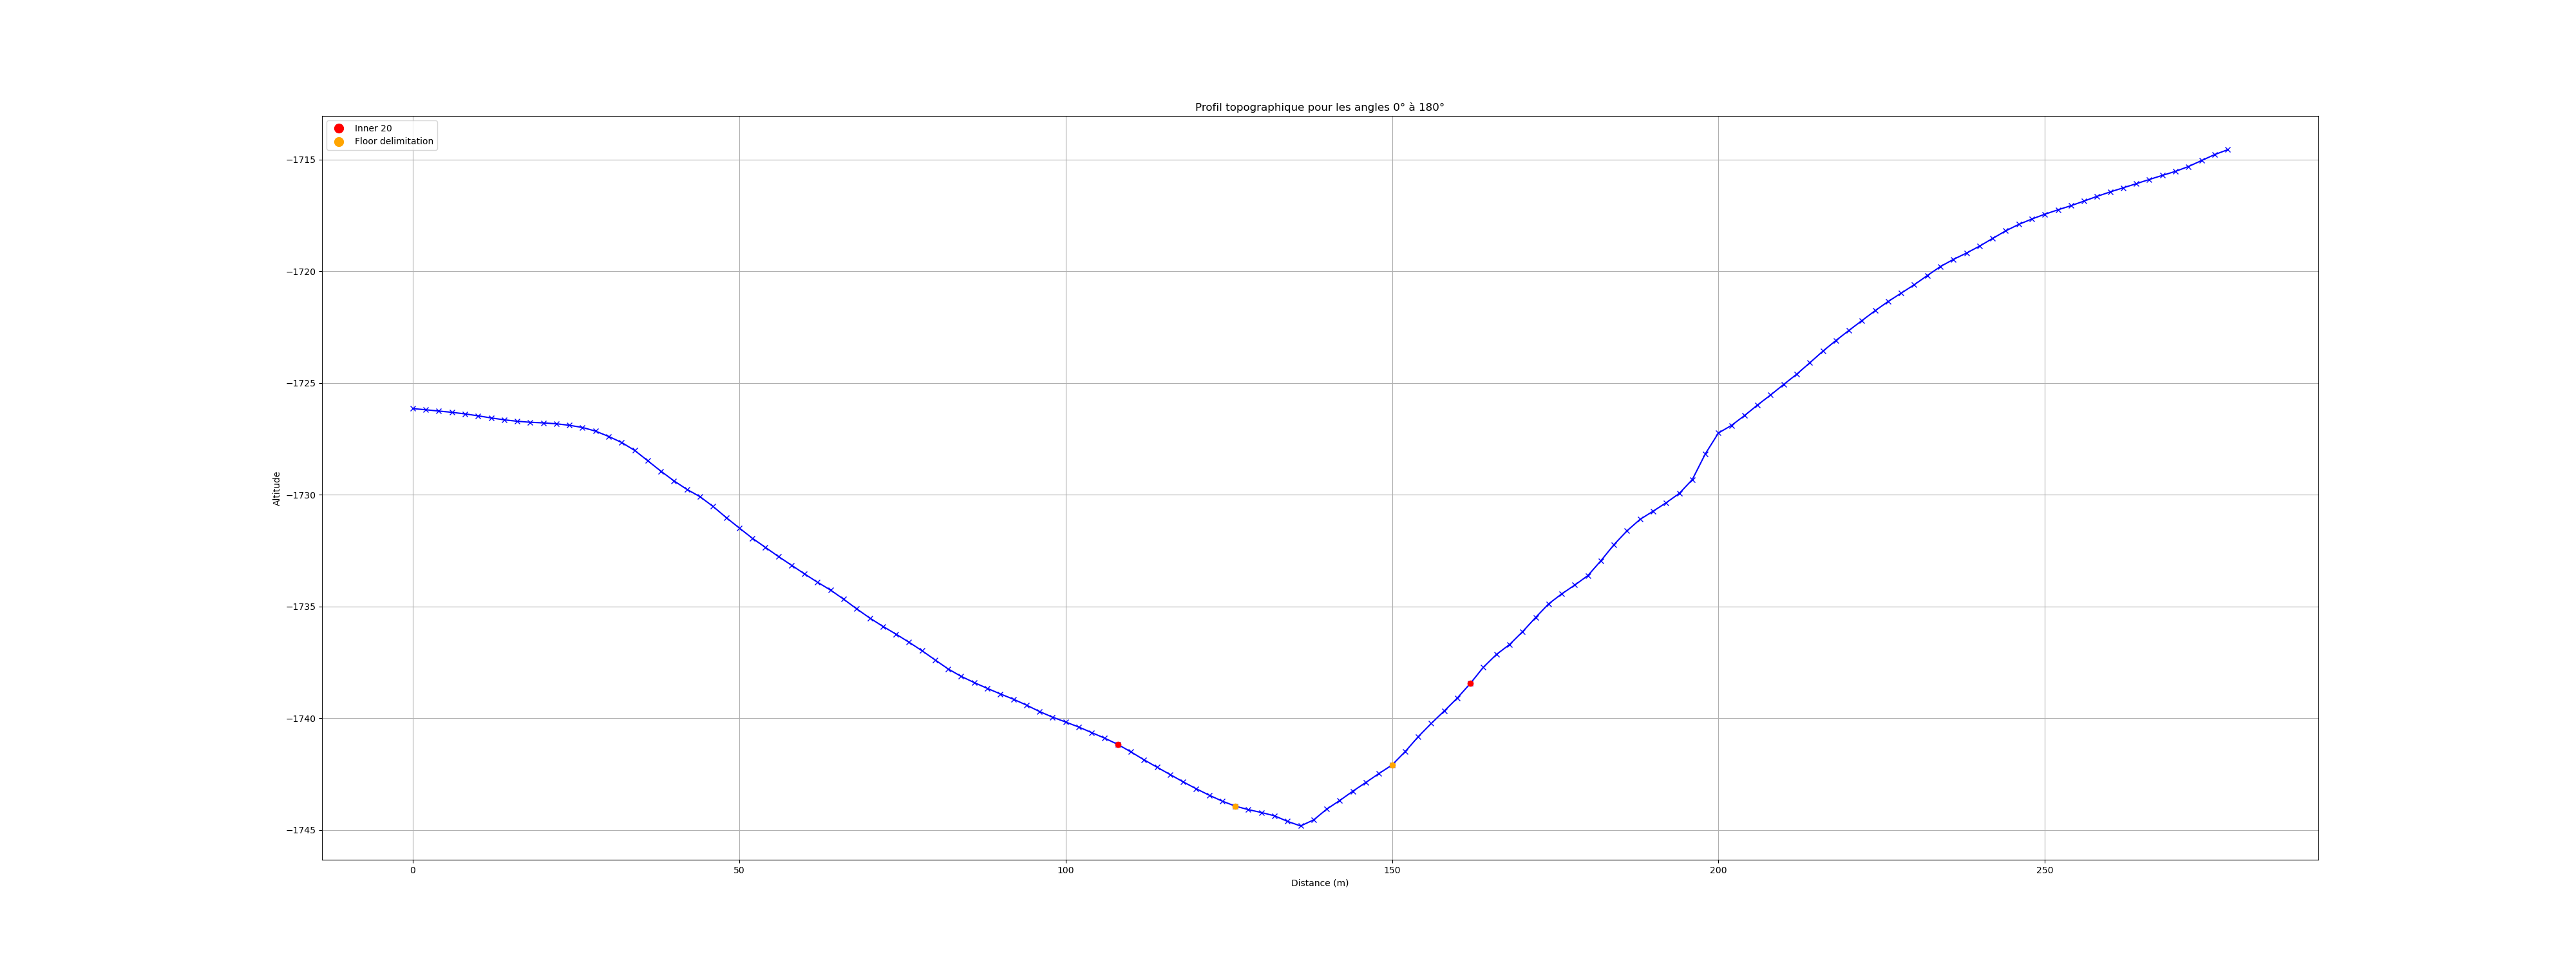 Profil topographique pour les angles 0° à 180°
Inner 20
Floor delimitation
−1715
−1720
−1725
−1730
−1735
−1740
−1745
Altitude
0 50 100 150 200 250
Distance (m)